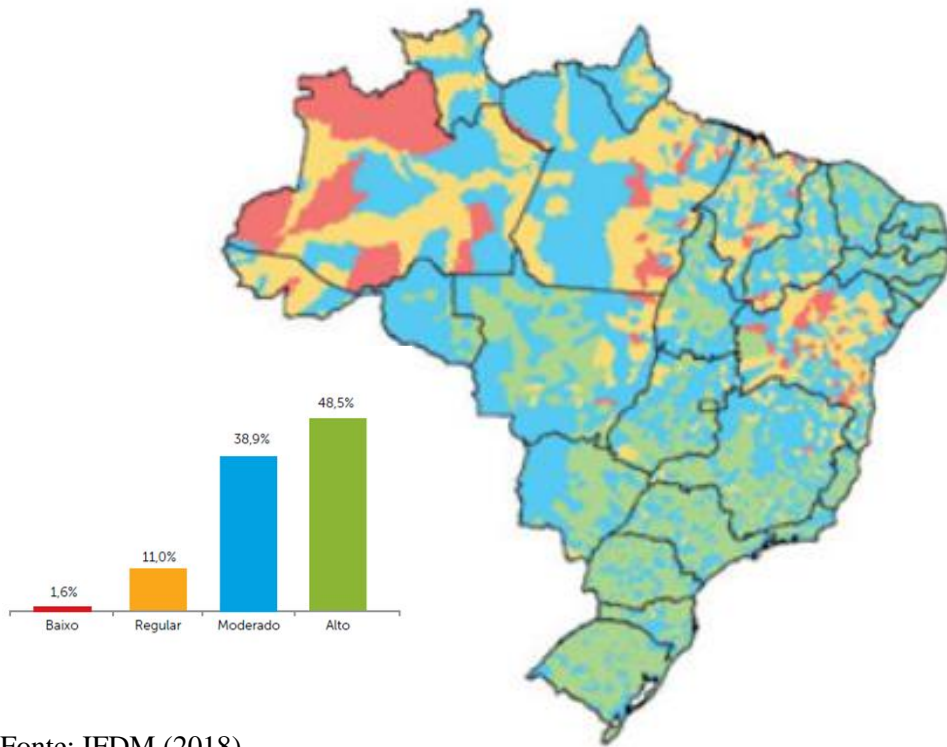 48,5%
38,9%
11,0%
1,6%
Baixo Regular Moderado Alto
Fonte: IFDM (2018)